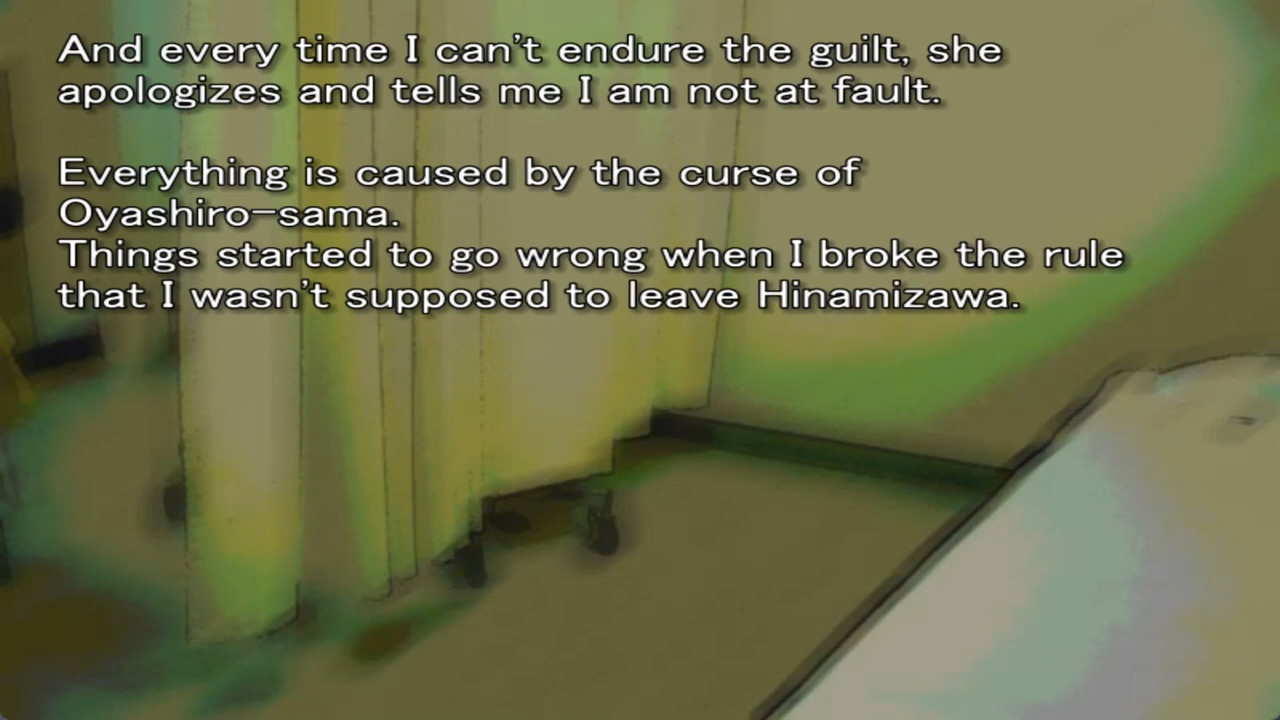 And every time I can't endure the guilt, she
apologizes and tells me I am not at fault.
Everything is caused by the curse of
Oyashiro-sama.
Things started to go wrong when I broke the rule
that I wasn't supposed to leave Hinamizawa.